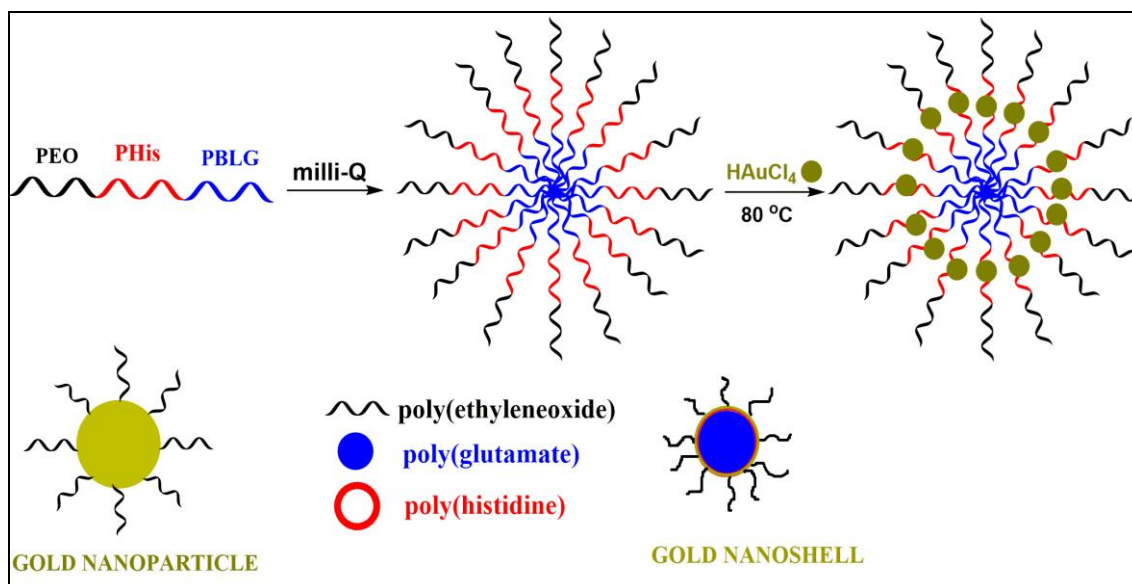 PEO PHis PBLG
milli-Q
HAuCl4
80 °C
poly(ethyleneoxide)
poly(glutamate)
poly(histidine)
GOLD NANOPARTICLE
GOLD NANOSHELL